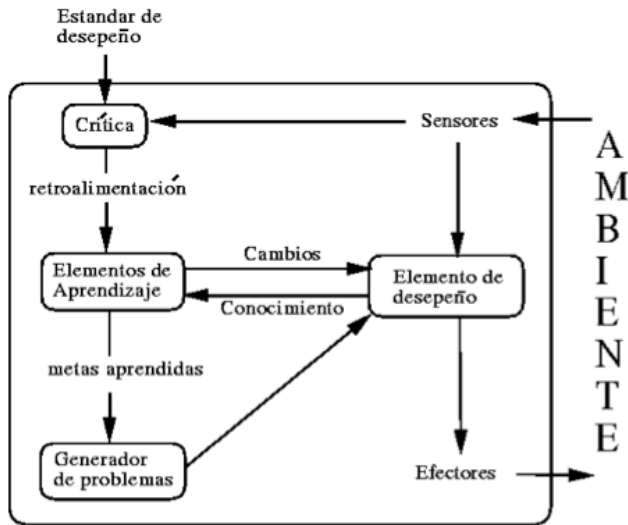 Estandar de
desepeño
Crítica
Sensores
retroalimentación
Cambios
Elementos de
Aprendizaje
Elemento de
desepeño
Conocimiento
metas aprendidas
Generador
de problemas
Efectores
AMBIENTE